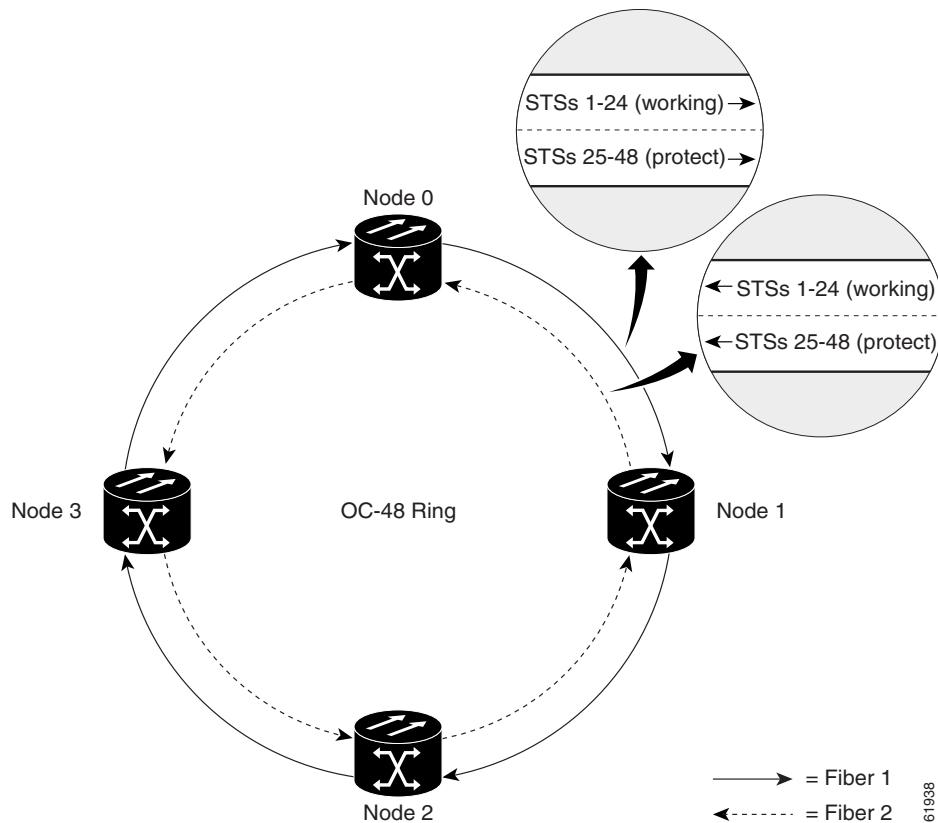 STSs 1-24 (working)
STSs 25-48 (protect)
Node 0
STSs 1-24 (working)
STSs 25-48 (protect)
Node 3
OC-48 Ring
Node 1
Node 2
= Fiber 1
= Fiber 2
61938